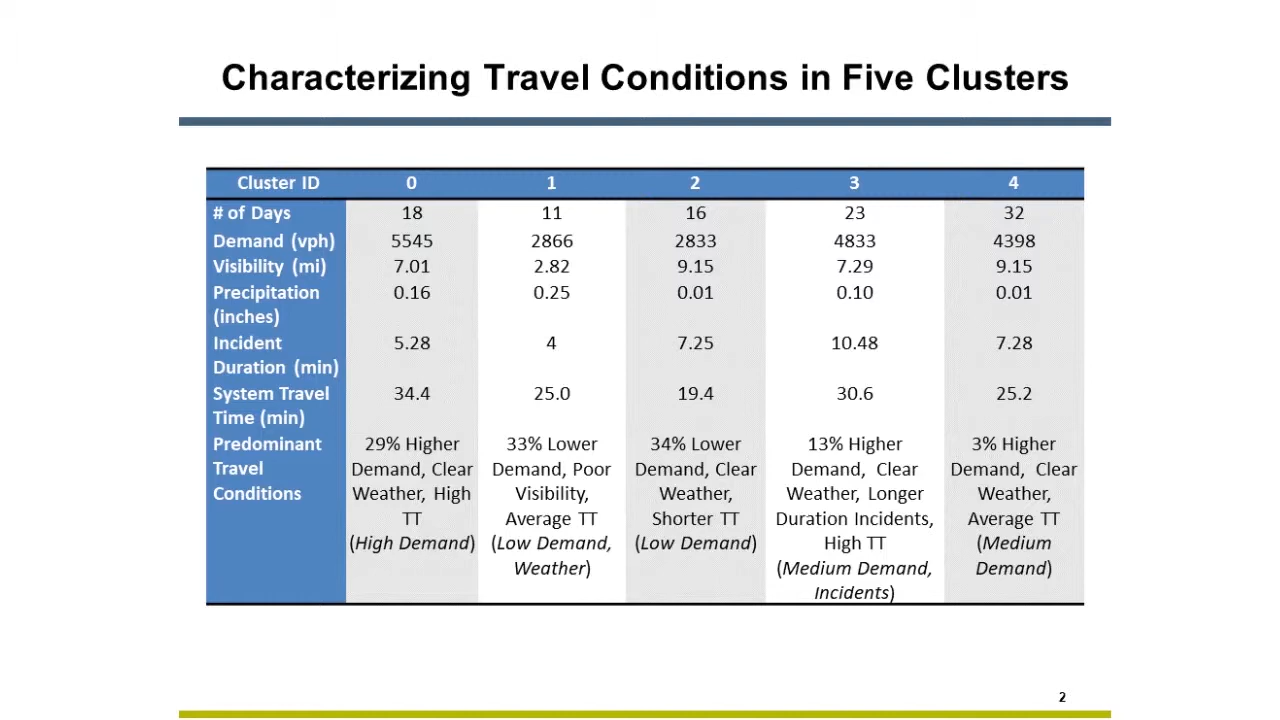 Characterizing Travel Conditions in Five Clusters
Cluster ID 0 1 2 3 4
# of Days 18 11 16 23 32
Demand (vph) 5545 2866 2833 4833 4398
Visibility (mi) 7.01 2.82 9.15 7.29 9.15
Precipitation 0.16 0.25 0.01 0.10 0.01
(inches)
Incident 5.28 4 7.25 10.48 7.28
Duration (min)
System Travel 34.4 25.0 19.4 30.6 25.2
Time (min)
Predominant 29% Higher 33% Lower 34% Lower 13% Higher 3% Higher
Travel Demand, Clear Demand, Poor Demand, Clear Demand, Clear Demand, Clear
Conditions Weather, High Visibility, Weather, Weather, Longer Weather,
TT Average TT Shorter TT Duration Incidents, Average TT
(High Demand) (Low Demand, (Low Demand) High TT (Medium
Weather) (Medium Demand, Demand)
Incidents)
2